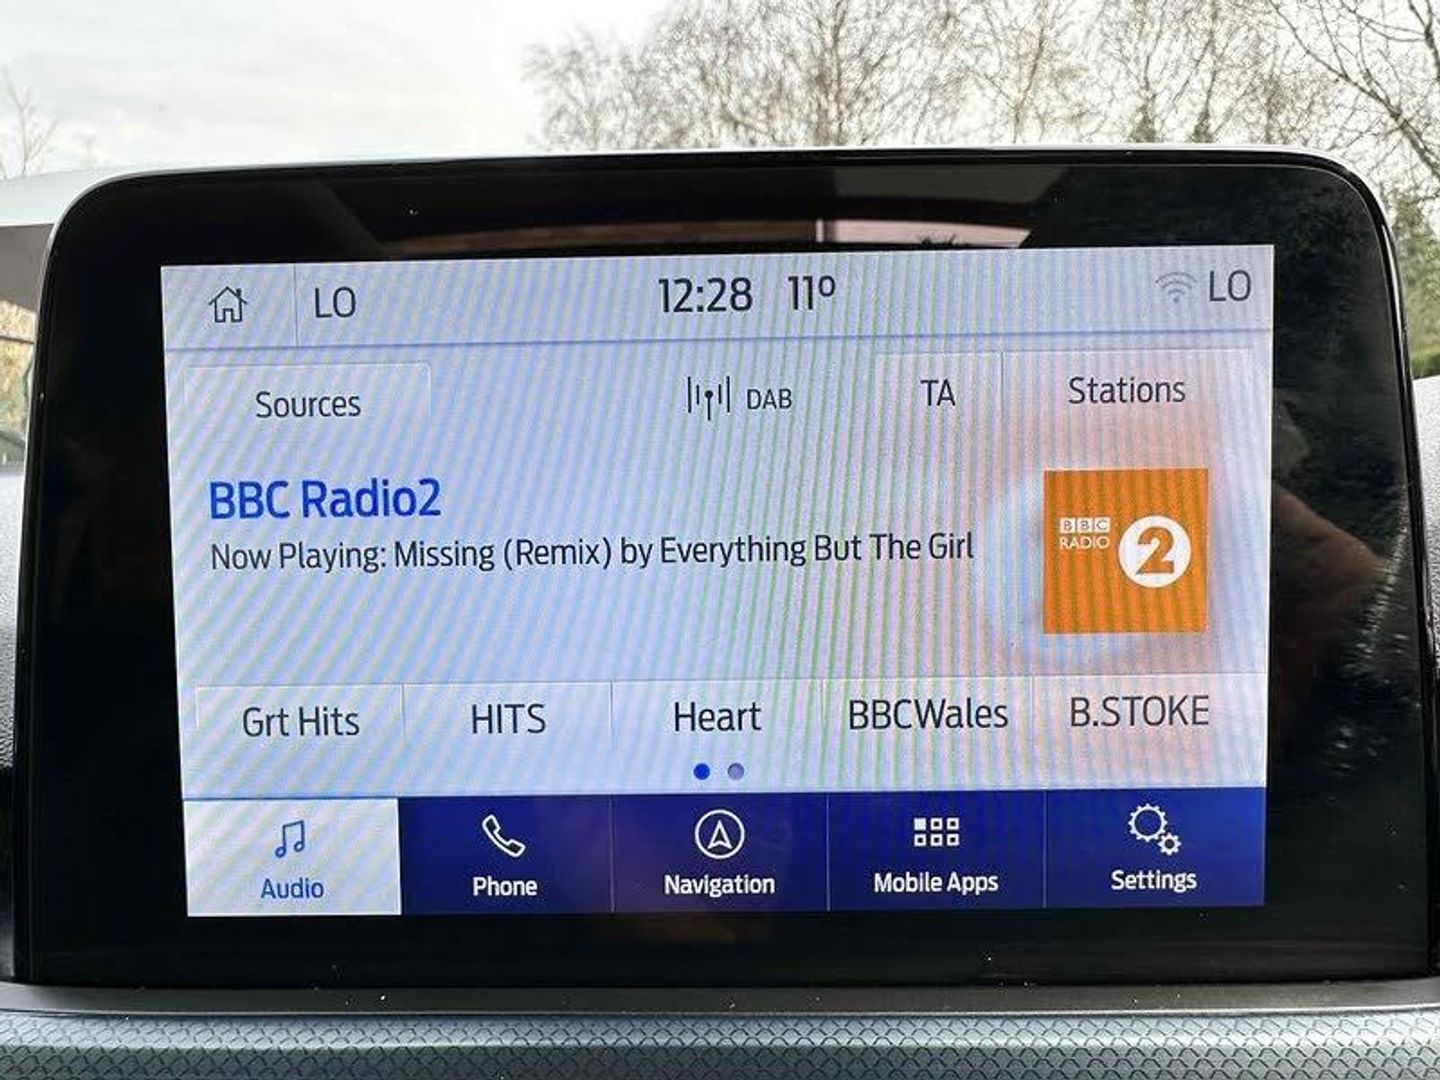 LO 12:28 11° LO
Sources DAB TA Stations
BBC Radio2
Now Playing: Missing (Remix) by Everything But The Girl
BBC
RADIO 2
Grt Hits HITS Heart BBCWales B.STOKE
Audio Phone Navigation Mobile Apps Settings